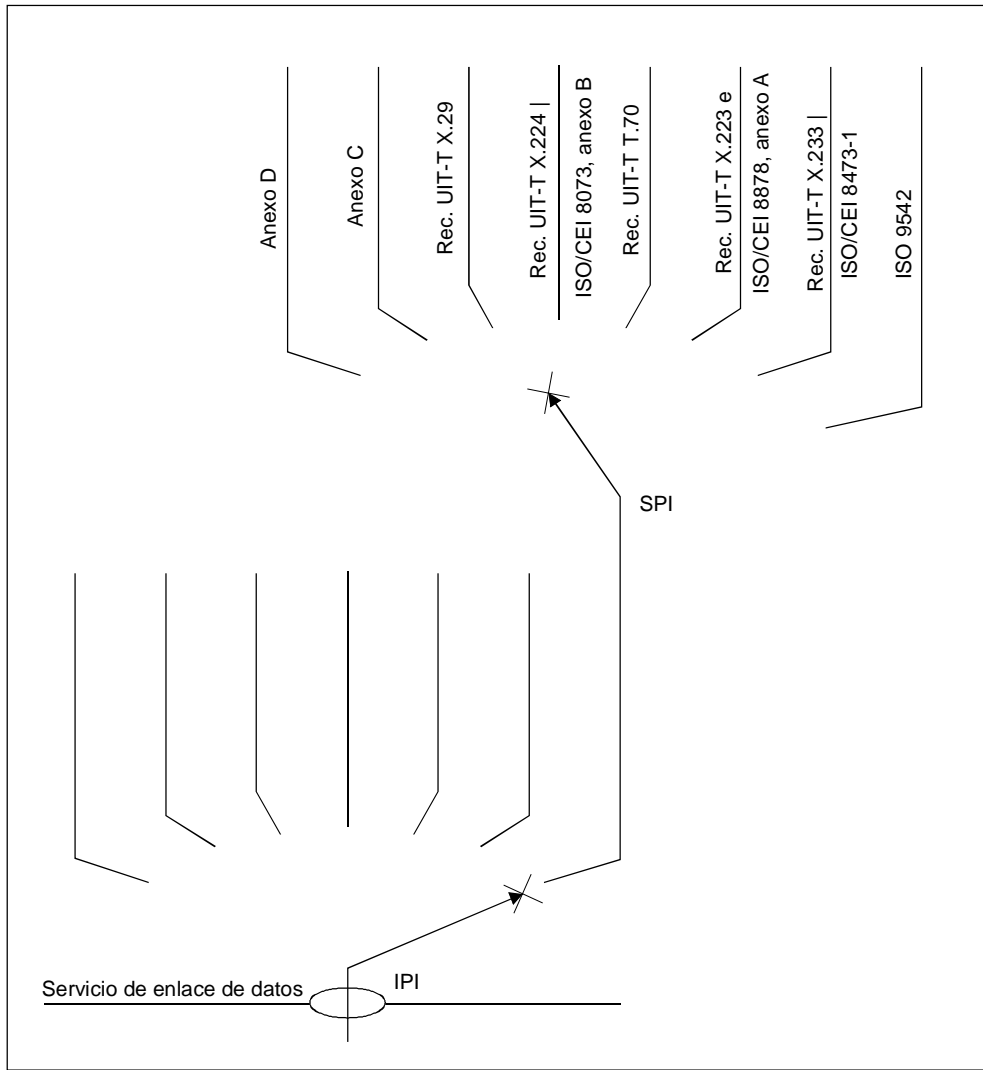 Anexo D
Anexo C
Rec. UIT-T X.29
Rec. UIT-T X.224 |
ISO/CEI 8073, anexo B
Rec. UIT-T T.70
Rec. UIT-T X.223 e
ISO/CEI 8878, anexo A
Rec. UIT-T X.233 |
ISO/CEI 8473-1
ISO 9542
SPI
Servicio de enlace de datos
IPI